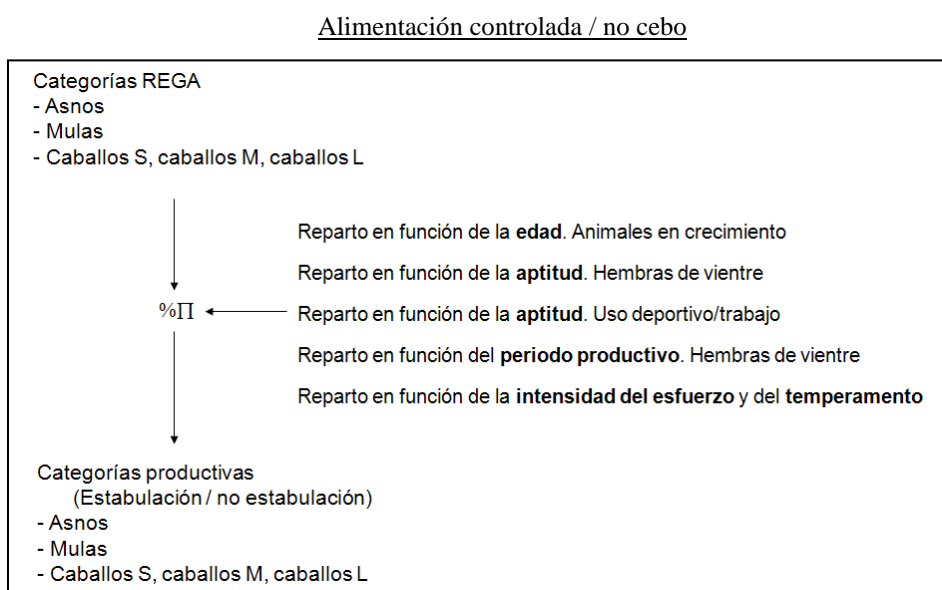 Alimentación controlada / no cebo
Categorías REGA
- Asnos
- Mulas
- Caballos S, caballos M, caballos L
Reparto en función de la edad. Animales en crecimiento
Reparto en función de la aptitud. Hembras de vientre
%Π
Reparto en función de la aptitud. Uso deportivo/trabajo
Reparto en función del periodo productivo. Hembras de vientre
Reparto en función de la intensidad del esfuerzo y del temperamento
Categorías productivas
(Estabulación / no estabulación)
- Asnos
- Mulas
- Caballos S, caballos M, caballos L